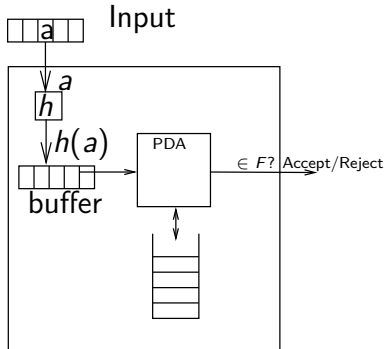 Input
a
a
h
h(a)
PDA
∈ F? Accept/Reject
buffer